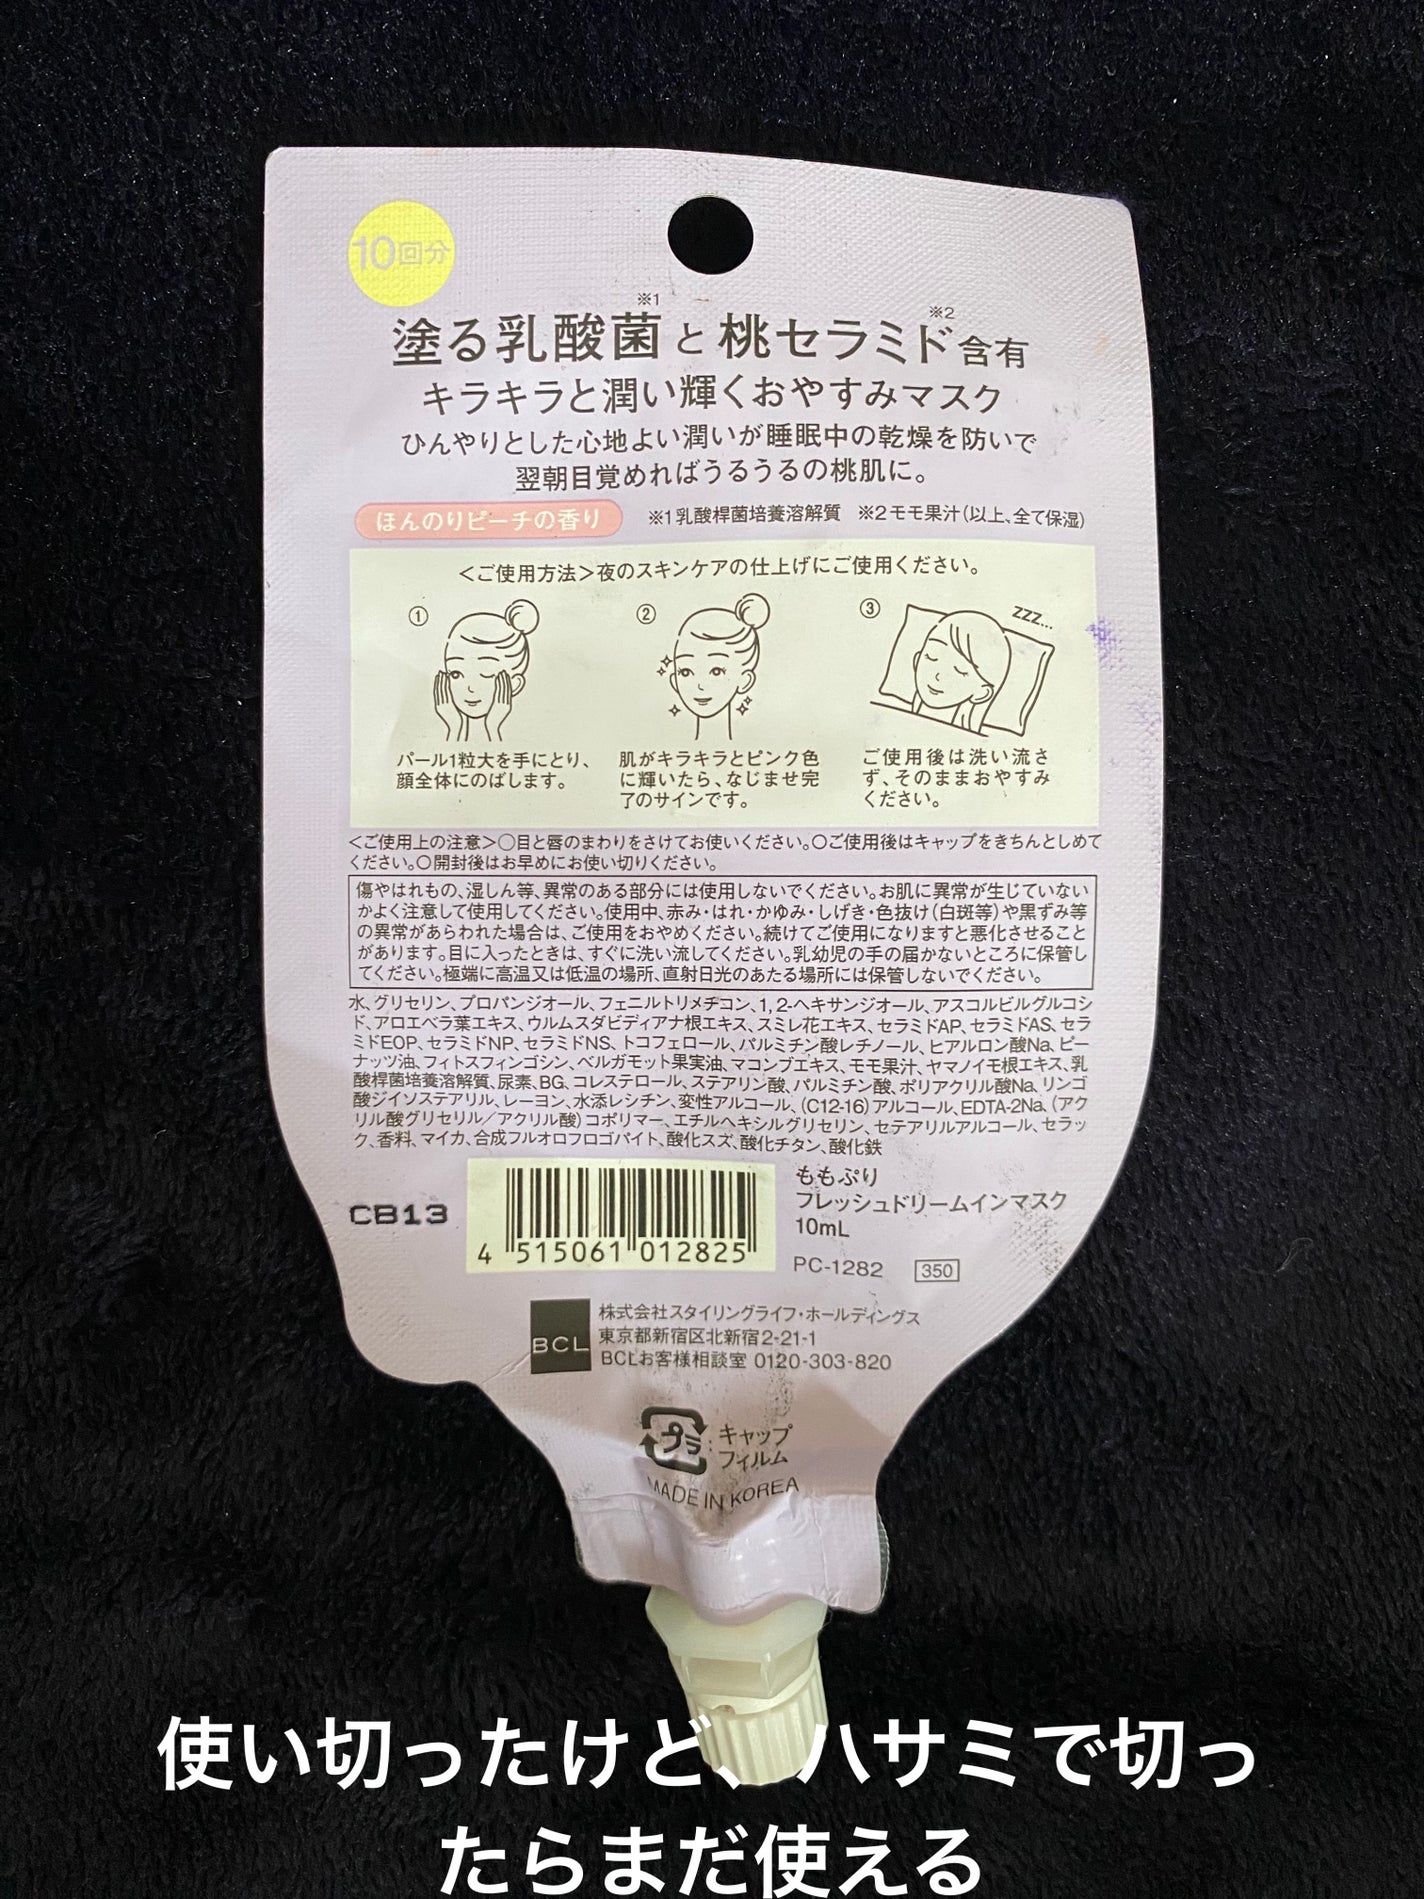 10回分
※1 ※2
塗る乳酸菌と桃セラミド含有
キラキラと潤い輝くおやすみマスク
ひんやりとした心地よい潤いが睡眠中の乾燥を防いで
翌朝目覚めればうるうるの桃肌に。
ほんのりピーチの香り ※1乳酸桿菌培養溶解質 ※2モモ果汁(以上、全て保湿)
<ご使用方法>夜のスキンケアの仕上げにご使用ください。
①
パール1粒大を手にとり、
顔全体にのばします。
②
肌がキラキラとピンク色
に輝いたら、なじませ完
了のサインです。
③
zzz...
ご使用後は洗い流さ
ず、そのままおやすみ
ください。
<ご使用上の注意>○目と唇のまわりをさけてお使いください。○ご使用後はキャップをきちんとしめて
ください。○開封後はお早めにお使い切りください。
傷やはれもの、湿しん等、異常のある部分には使用しないでください。お肌に異常が生じていない
かよく注意して使用してください。使用中、赤み・はれ・かゆみ・しげき・色抜け(白斑等)や黒ずみ等
の異常があらわれた場合は、ご使用をおやめください。続けてご使用になりますと悪化させること
があります。目に入ったときは、すぐに洗い流してください。乳幼児の手の届かないところに保管し
てください。極端に高温又は低温の場所、直射日光のあたる場所には保管しないでください。
水、グリセリン、プロパンジオール、フェニルトリメチコン、1,2-ヘキサンジオール、アスコルビルグルコシ
ド、アロエベラ葉エキス、ウルムスダビディアナ根エキス、スミレ花エキス、セラミドAP、セラミドAS、セラ
ミドEOP、セラミドNP、セラミドNS、トコフェロール、パルミチン酸レチノール、ヒアルロン酸Na、ピー
ナッツ油、フィトスフィンゴシン、ベルガモット果実油、マコンブエキス、モモ果汁、ヤマノイモ根エキス、乳
酸桿菌培養溶解質、尿素、BG、コレステロール、ステアリン酸、パルミチン酸、ポリアクリル酸Na、リンゴ
酸ジイソステアリル、レーヨン、水添レシチン、変性アルコール、(C12-16)アルコール、EDTA-2Na、(アク
リル酸グリセリル/アクリル酸)コポリマー、エチルヘキシルグリセリン、セテアリルアルコール、セラッ
ク、香料、マイカ、合成フルオロフロゴパイト、酸化スズ、酸化チタン、酸化鉄
CB13
4 515061 012825
ももぷり
フレッシュドリームインマスク
10mL
PC-1282 350
BCL
株式会社スタイリングライフ・ホールディングス
東京都新宿区北新宿2-21-1
BCLお客様相談室 0120-303-820
プラ
キャップ
フィルム
MADE IN KOREA
使い切ったけど、ハサミで切っ
たらまだ使える